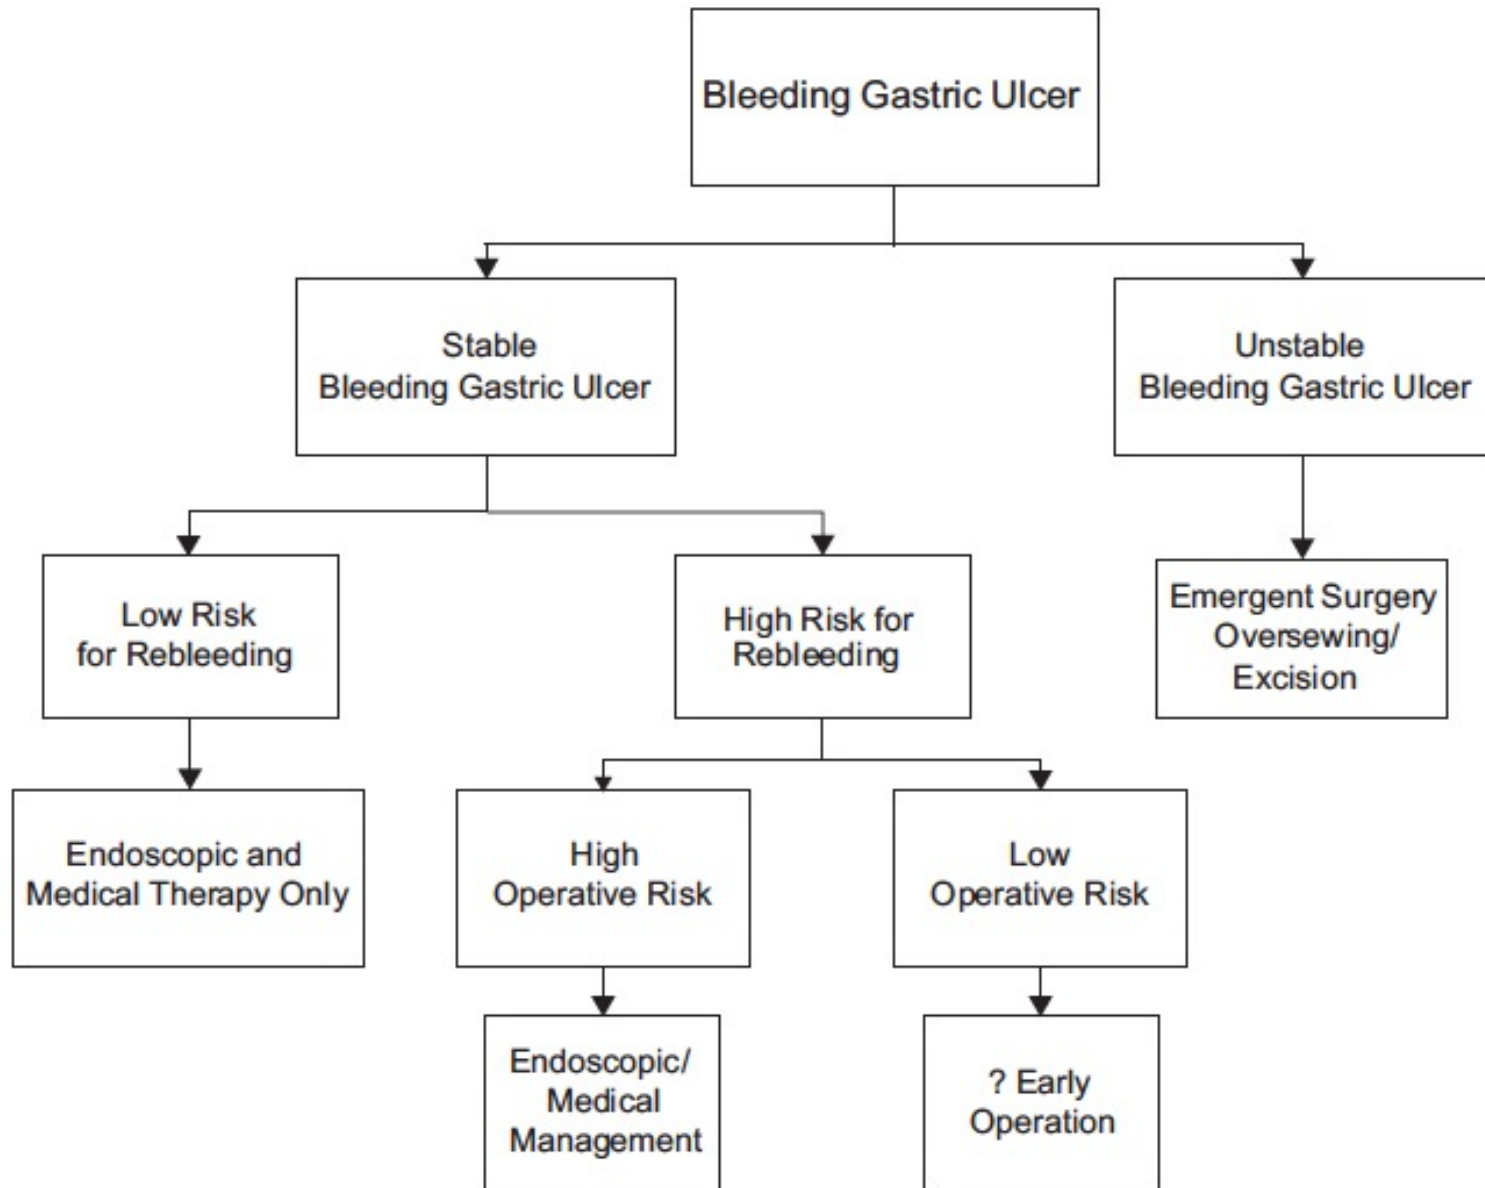 Bleeding Gastric Ulcer
Stable
Bleeding Gastric Ulcer
Unstable
Bleeding Gastric Ulcer
Low Risk
for Rebleeding
High Risk for
Rebleeding
Emergent Surgery
Oversewing/
Excision
Endoscopic and
Medical Therapy Only
High
Operative Risk
Low
Operative Risk
Endoscopic/
Medical
Management
? Early
Operation